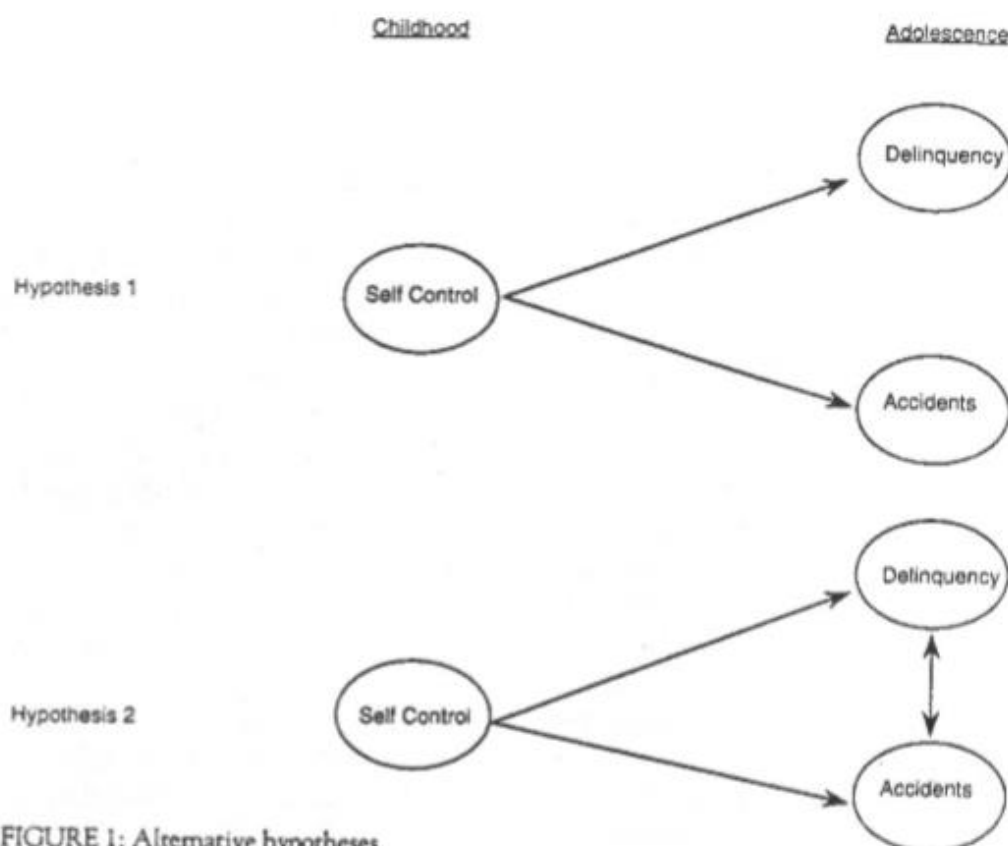 Childhood
Adolescence
Delinquency
Hypothesis 1
Self Control
Accidents
Delinquency
Hypothesis 2
Self Control
Accidents
FIGURE 1: Alternative hypotheses